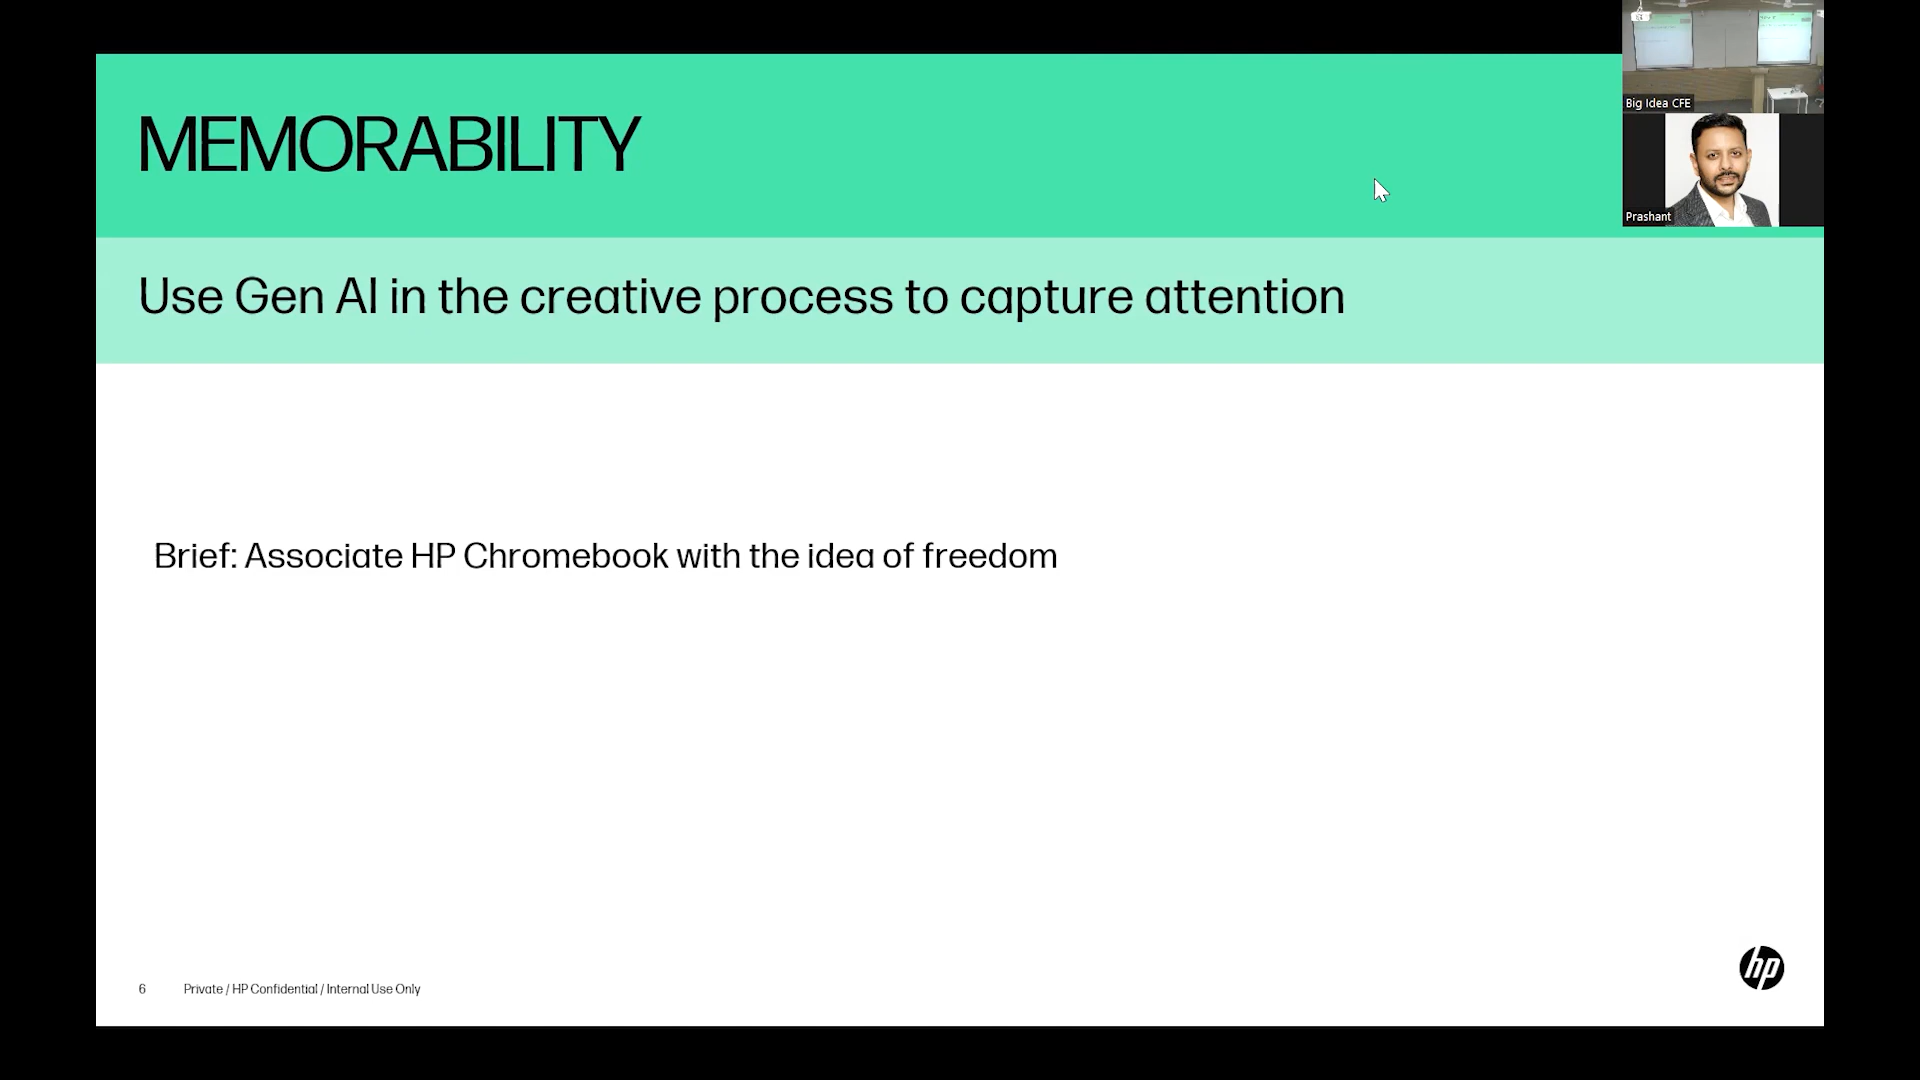 MEMORABILITY
Big Idea CFE
Prashant
Use Gen AI in the creative process to capture attention
Brief: Associate HP Chromebook with the idea of freedom
6 Private / HP Confidential / Internal Use Only
hp